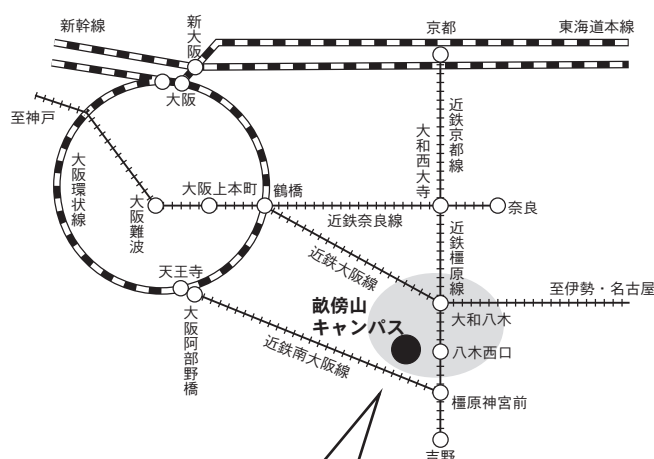 新幹線
新大阪
京都
東海道本線
大阪
至神戸
近鉄京都線
大和西大寺
大阪環状線
大阪難波
大阪上本町
鶴橋
近鉄奈良線
奈良
近鉄橿原線
近鉄大阪線
天王寺
至伊勢・名古屋
畝傍山
キャンパス
大和八木
大阪阿部野橋
近鉄南大阪線
八木西口
橿原神宮前
吉野